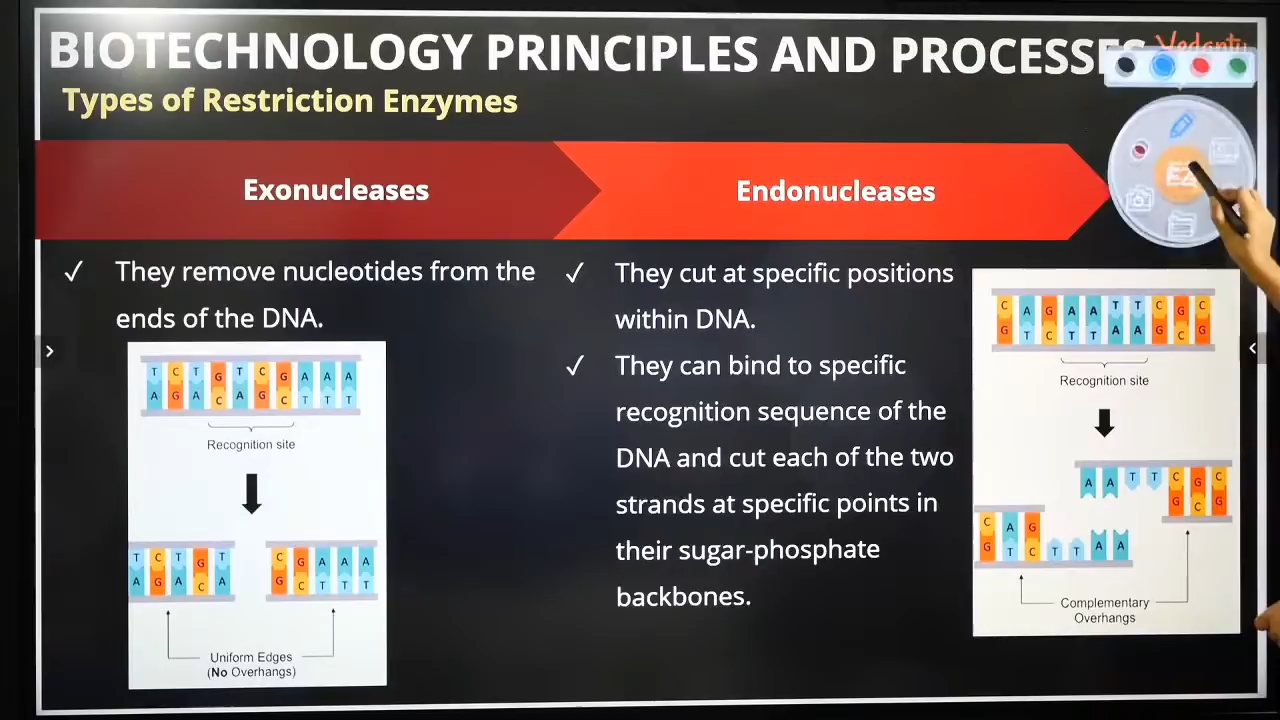 BIOTECHNOLOGY PRINCIPLES AND PROCESSES
Vedantu
Types of Restriction Enzymes
EZ
Exonucleases
Endonucleases
✓ They remove nucleotides from the
ends of the DNA.
T C T G T C G A A A
A G A C A G C T T T
Recognition site
T C T G T
A G A C A
C G A A A
G C T T T
Uniform Edges
(No Overhangs)
✓ They cut at specific positions
within DNA.
✓ They can bind to specific
recognition sequence of the
DNA and cut each of the two
strands at specific points in
their sugar-phosphate
backbones.
C A G A A T T C G C
G T C T T A A G C G
Recognition site
A A T T C G C
G C G
C A G
G T C T T A A
Complementary
Overhangs